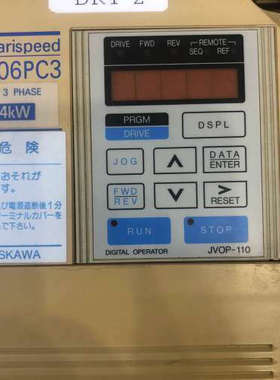 DRY-2
arispeed
06PC3
3 PHASE
4kW
危険
おそれが
す。
び電源遮断後1分
ーミナルカバーを
SKAWA
DRIVE FWD REV REMOTE
SEQ REF
PRGM
DRIVE
DSPL
JOG
∧
DATA
ENTER
FWD
REV
∨
>
RESET
RUN
STOP
DIGITAL OPERATOR JVOP-110